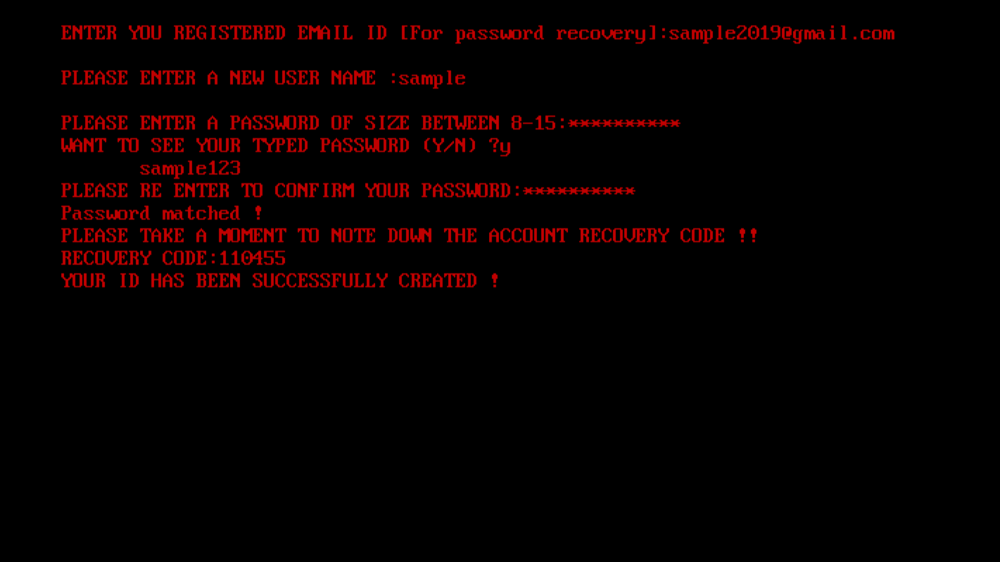 ENTER YOU REGISTERED EMAIL ID [For password recovery]:sample2019@gmail.com
PLEASE ENTER A NEW USER NAME :sample
PLEASE ENTER A PASSWORD OF SIZE BETWEEN 8-15:**********
WANT TO SEE YOUR TYPED PASSWORD (Y/N) ?y
sample123
PLEASE RE ENTER TO CONFIRM YOUR PASSWORD:**********
Password matched !
PLEASE TAKE A MOMENT TO NOTE DOWN THE ACCOUNT RECOVERY CODE !!
RECOVERY CODE:110455
YOUR ID HAS BEEN SUCCESSFULLY CREATED !